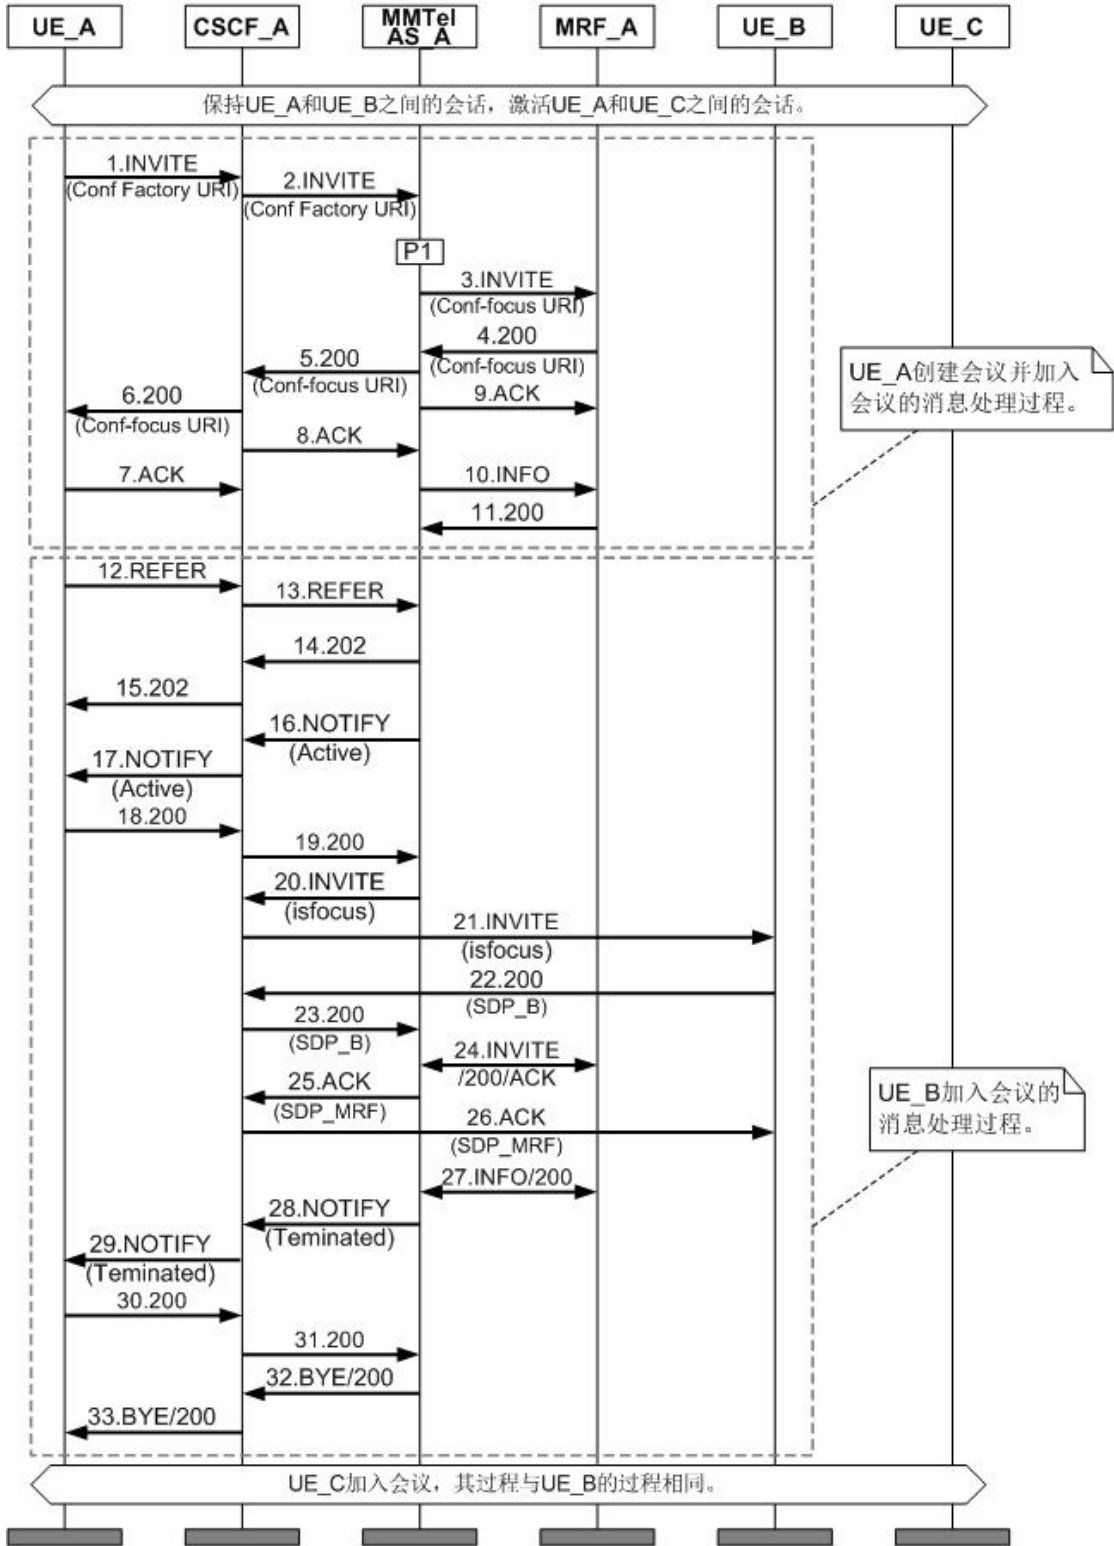 UE_A
CSCF_A
MMTel
AS_A
MRF_A
UE_B
UE_C
保持UE_A和UE_B之间的会话，激活UE_A和UE_C之间的会话。
1.INVITE
(Conf Factory URI)
2.INVITE
(Conf Factory URI)
P1
3.INVITE
(Conf-focus URI)
4.200
(Conf-focus URI)
5.200
(Conf-focus URI)
6.200
(Conf-focus URI)
9.ACK
8.ACK
7.ACK
10.INFO
11.200
UE_A创建会议并加入
会议的消息处理过程。
12.REFER
13.REFER
14.202
15.202
16.NOTIFY
(Active)
17.NOTIFY
(Active)
18.200
19.200
20.INVITE
(isfocus)
21.INVITE
(isfocus)
22.200
(SDP_B)
23.200
(SDP_B)
24.INVITE
/200/ACK
25.ACK
(SDP_MRF)
26.ACK
(SDP_MRF)
27.INFO/200
UE_B加入会议的
消息处理过程。
28.NOTIFY
(Teminated)
29.NOTIFY
(Teminated)
30.200
31.200
32.BYE/200
33.BYE/200
UE_C加入会议，其过程与UE_B的过程相同。